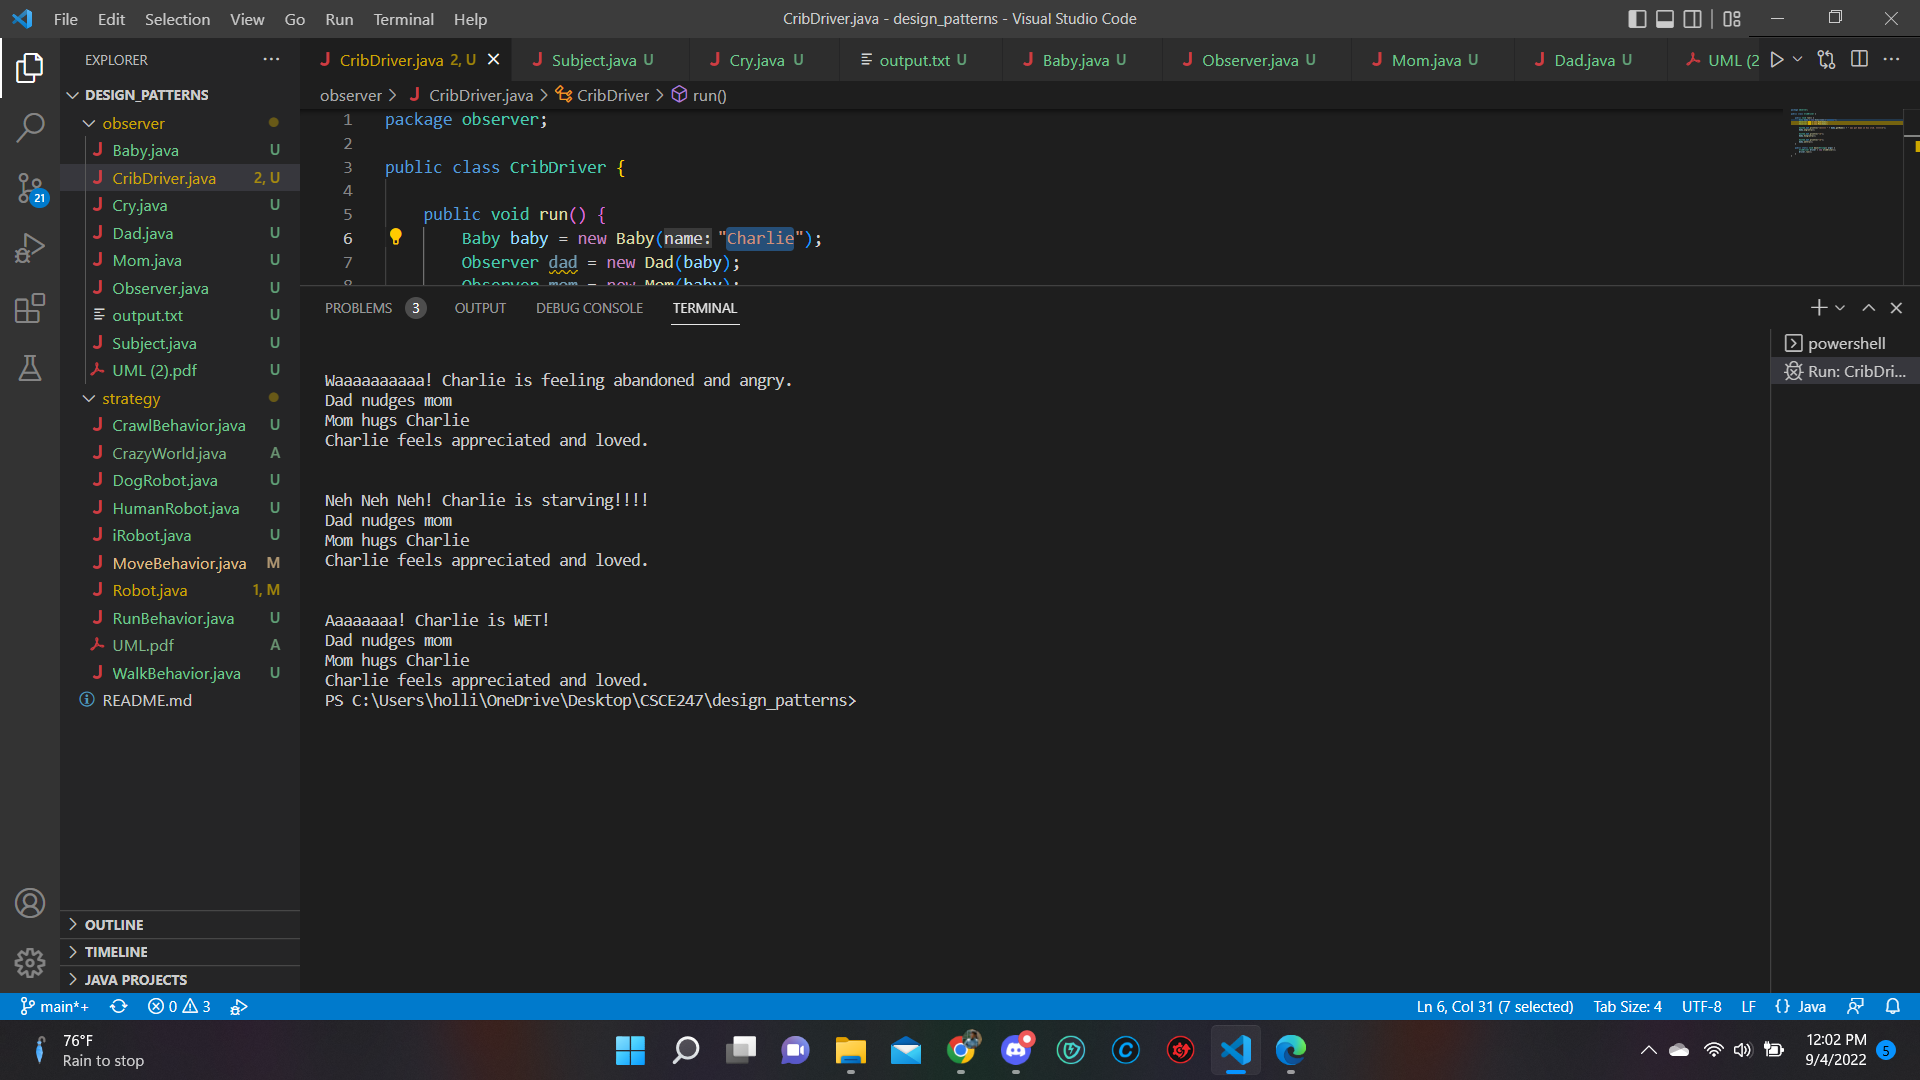 File Edit Selection View Go Run Terminal Help
CribDriver.java - design_patterns - Visual Studio Code
EXPLORER
DESIGN_PATTERNS
observer
Baby.java U
CribDriver.java 2, U
Cry.java U
Dad.java U
Mom.java U
Observer.java U
output.txt U
Subject.java U
UML (2).pdf U
strategy
CrawlBehavior.java U
CrazyWorld.java A
DogRobot.java U
HumanRobot.java U
iRobot.java U
MoveBehavior.java M
Robot.java 1, M
RunBehavior.java U
UML.pdf A
WalkBehavior.java U
README.md
OUTLINE
TIMELINE
JAVA PROJECTS
21
CribDriver.java 2, U
Subject.java U
Cry.java U
output.txt U
Baby.java U
Observer.java U
Mom.java U
Dad.java U
UML (2
observer > CribDriver.java > CribDriver > run()
1 package observer;
2
3 public class CribDriver {
4
5 public void run() {
6 Baby baby = new Baby(name: "Charlie");
7 Observer dad = new Dad(baby);
8 Observer mom = new Mom(baby);
PROBLEMS 3 OUTPUT DEBUG CONSOLE TERMINAL
powershell
Run: CribDri...
Waaaaaaaaaa! Charlie is feeling abandoned and angry.
Dad nudges mom
Mom hugs Charlie
Charlie feels appreciated and loved.
Neh Neh Neh! Charlie is starving!!!!
Dad nudges mom
Mom hugs Charlie
Charlie feels appreciated and loved.
Aaaaaaaa! Charlie is WET!
Dad nudges mom
Mom hugs Charlie
Charlie feels appreciated and loved.
PS C:\Users\holli\OneDrive\Desktop\CSCE247\design_patterns>
main*+ 0 3
Ln 6, Col 31 (7 selected) Tab Size: 4 UTF-8 LF {} Java
76°F
Rain to stop
12:02 PM
9/4/2022
5